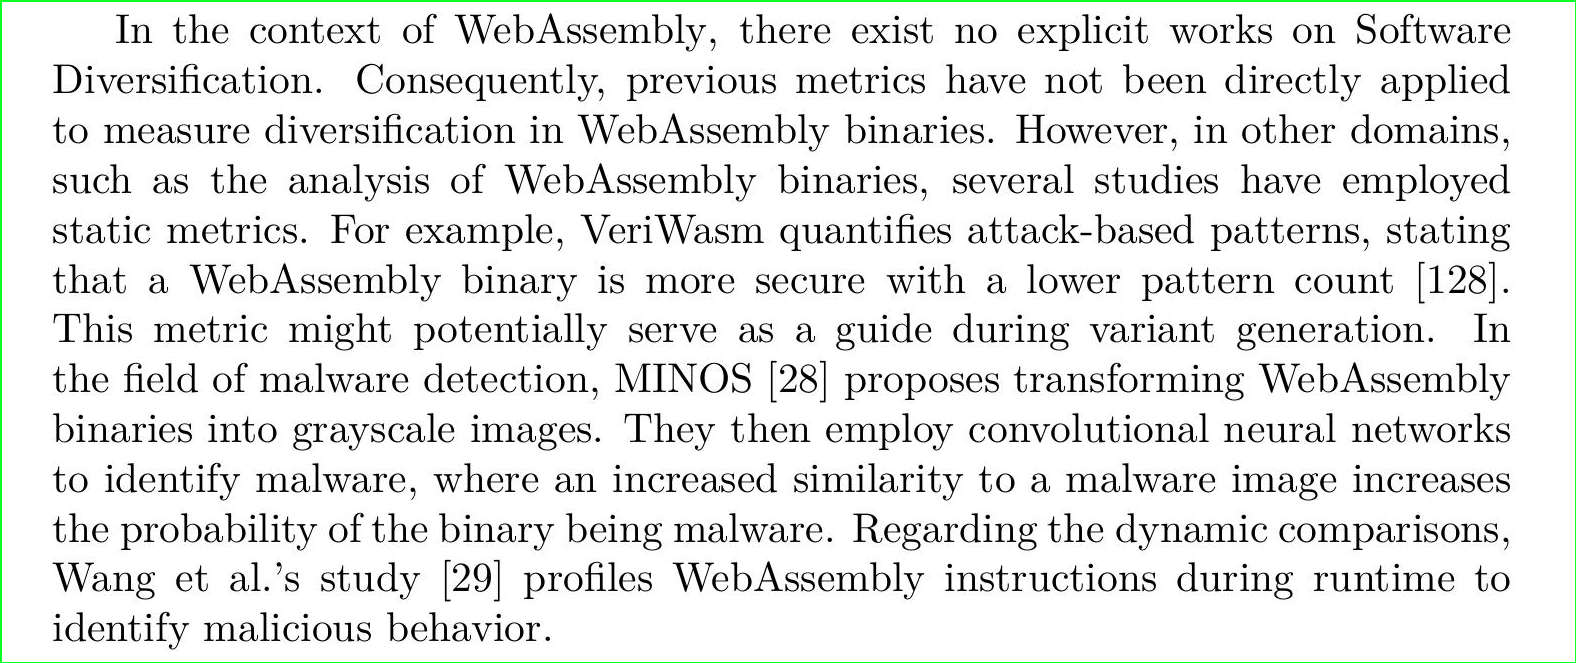 In the context of WebAssembly, there exist no explicit works on Software
Diversification. Consequently, previous metrics have not been directly applied
to measure diversification in WebAssembly binaries. However, in other domains,
such as the analysis of WebAssembly binaries, several studies have employed
static metrics. For example, VeriWasm quantifies attack-based patterns, stating
that a WebAssembly binary is more secure with a lower pattern count [128].
This metric might potentially serve as a guide during variant generation. In
the field of malware detection, MINOS [28] proposes transforming WebAssembly
binaries into grayscale images. They then employ convolutional neural networks
to identify malware, where an increased similarity to a malware image increases
the probability of the binary being malware. Regarding the dynamic comparisons,
Wang et al.'s study [29] profiles WebAssembly instructions during runtime to
identify malicious behavior.